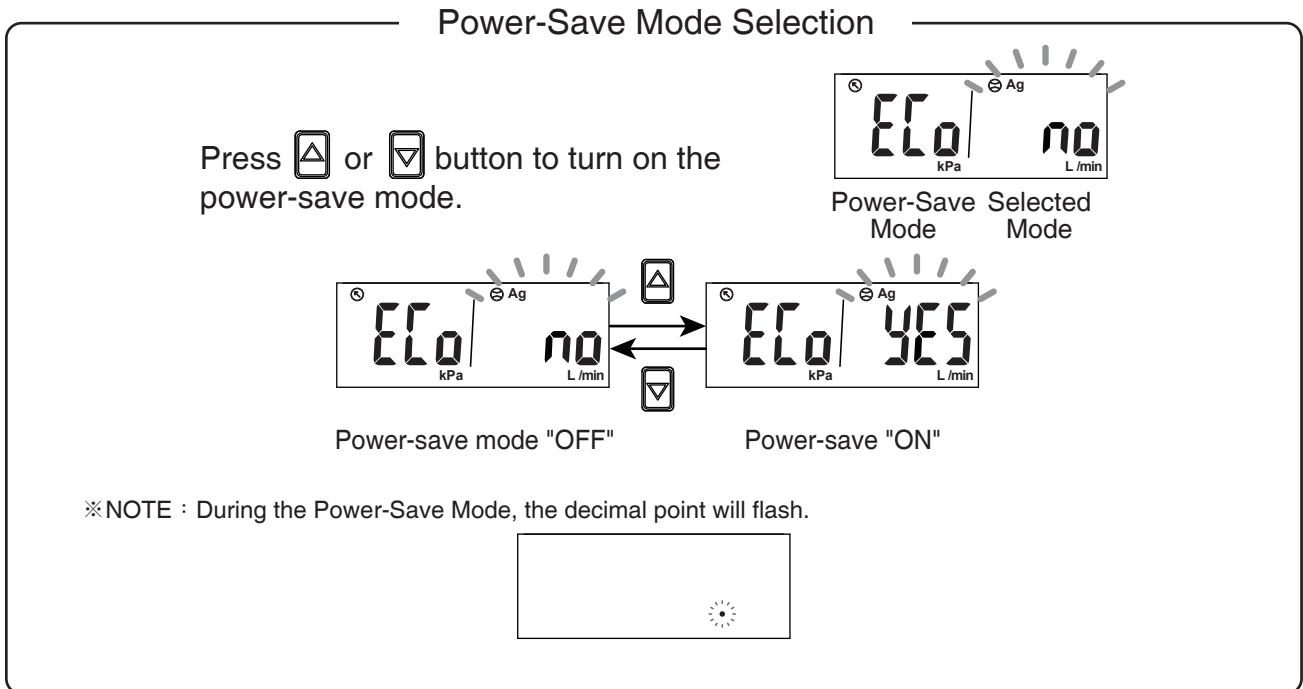 Power-Save Mode Selection
Ag
ECo no
kPa L/min
Press or button to turn on the
power-save mode.
Power-Save Selected
Mode Mode
Ag
ECo no
kPa L/min
Ag
ECo YES
kPa L/min
Power-save mode "OFF"
Power-save "ON"
※NOTE：During the Power-Save Mode, the decimal point will flash.